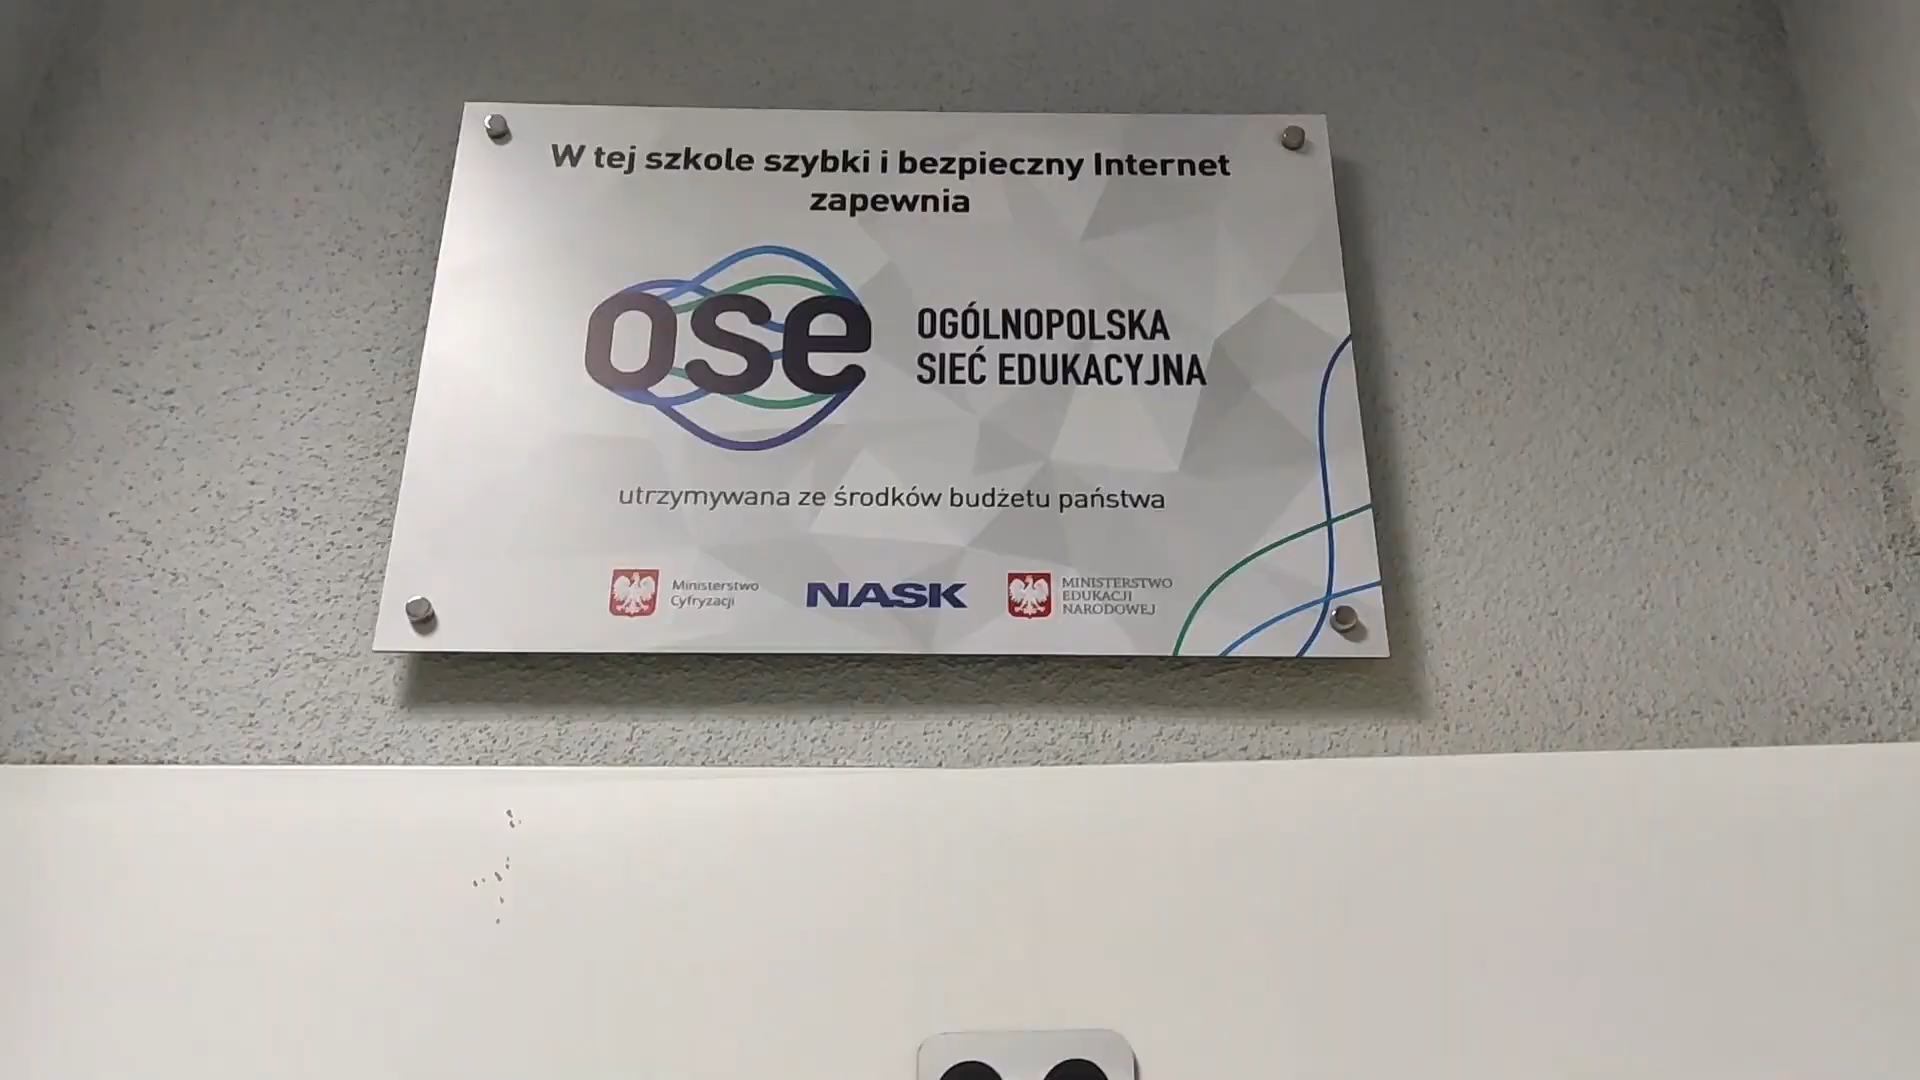 W tej szkole szybki i bezpieczny Internet
zapewnia
ose
OGÓLNOPOLSKA
SIEĆ EDUKACYJNA
utrzymywana ze środków budżetu państwa
Ministerstwo
Cyfryzacji
NASK
MINISTERSTWO
EDUKACJI
NARODOWEJ